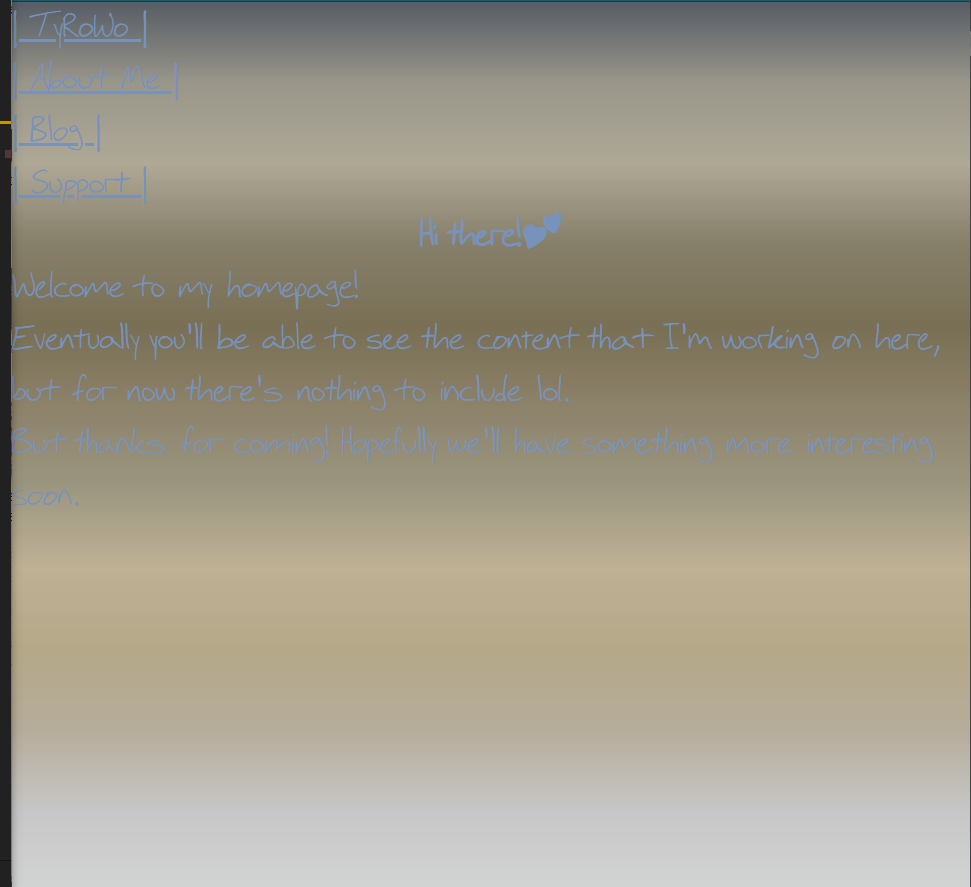 | TyRoWo |
| About Me |
| Blog |
| Support |
Hi there!💕
Welcome to my homepage!
Eventually you'll be able to see the content that I'm working on here,
but for now there's nothing to include lol.
But thanks for coming! Hopefully we'll have something more interesting
soon.